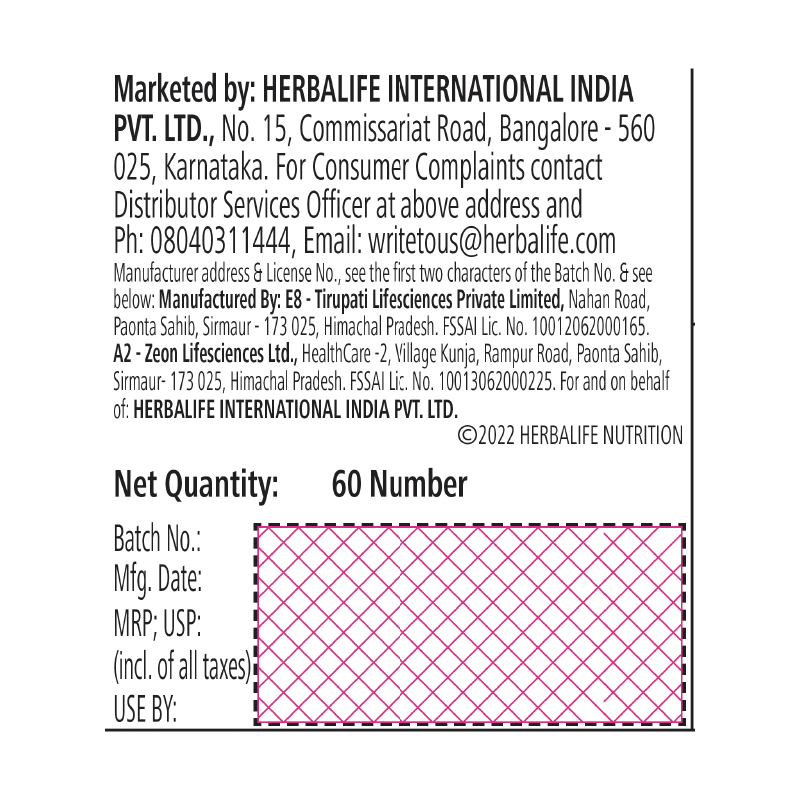 Marketed by: HERBALIFE INTERNATIONAL INDIA
PVT. LTD., No. 15, Commissariat Road, Bangalore - 560
025, Karnataka. For Consumer Complaints contact
Distributor Services Officer at above address and
Ph: 08040311444, Email: writetous@herbalife.com
Manufacturer address & License No., see the first two characters of the Batch No. & see
below: Manufactured By: E8 - Tirupati Lifesciences Private Limited, Nahan Road,
Paonta Sahib, Sirmaur - 173 025, Himachal Pradesh. FSSAI Lic. No. 10012062000165.
A2 - Zeon Lifesciences Ltd., HealthCare -2, Village Kunja, Rampur Road, Paonta Sahib,
Sirmaur- 173 025, Himachal Pradesh. FSSAI Lic. No. 10013062000225. For and on behalf
of: HERBALIFE INTERNATIONAL INDIA PVT. LTD.
©2022 HERBALIFE NUTRITION
Net Quantity: 60 Number
Batch No.:
Mfg. Date:
MRP; USP:
(incl. of all taxes)
USE BY: